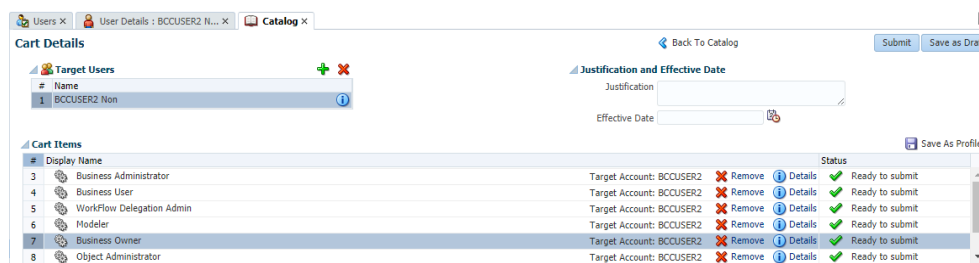 Users × User Details : BCCUSER2 N... × Catalog ×
Cart Details Back To Catalog Submit Save as Dra
Target Users Justification and Effective Date
# Name Justification
1 BCCUSER2 Non
Effective Date
Cart Items Save As Profile
# Display Name Status
3 Business Administrator Target Account: BCCUSER2 Remove Details Ready to submit
4 Business User Target Account: BCCUSER2 Remove Details Ready to submit
5 WorkFlow Delegation Admin Target Account: BCCUSER2 Remove Details Ready to submit
6 Modeler Target Account: BCCUSER2 Remove Details Ready to submit
7 Business Owner Target Account: BCCUSER2 Remove Details Ready to submit
8 Object Administrator Target Account: BCCUSER2 Remove Details Ready to submit